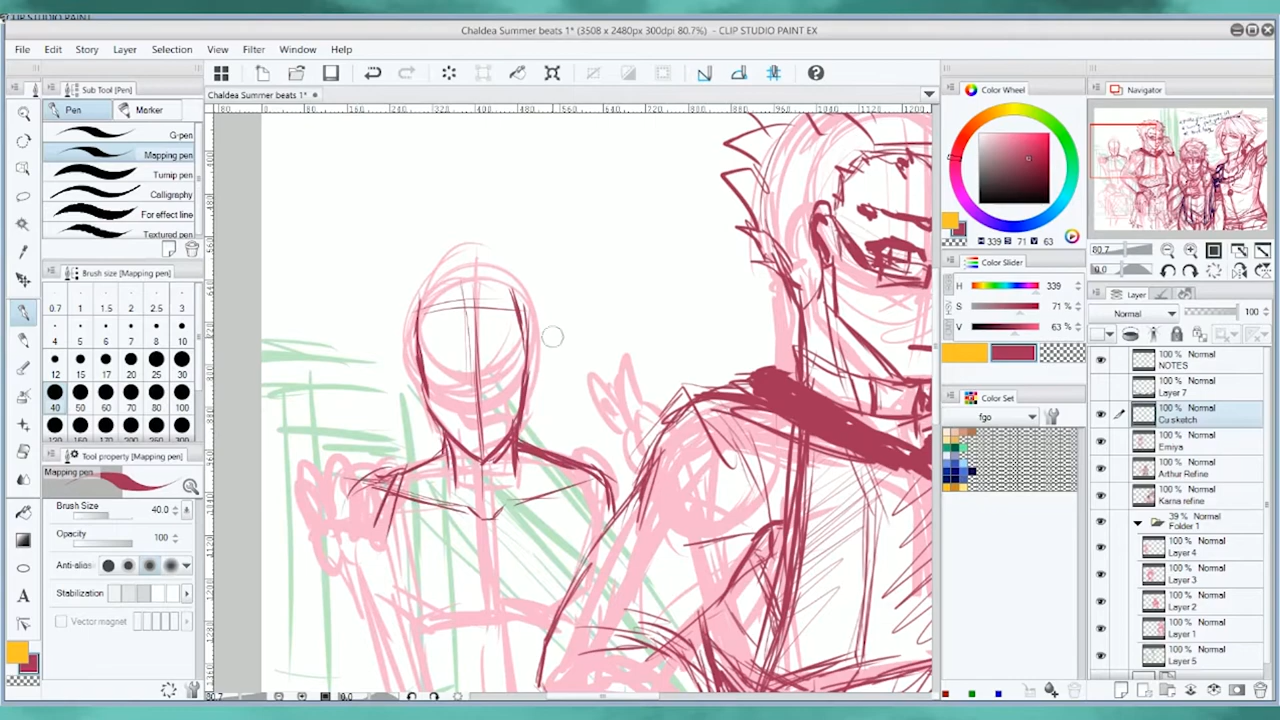 CLIP STUDIO PAINT
Chaldea Summer beats 1* (3508 x 2480px 300dpi 80.7%) - CLIP STUDIO PAINT EX
File Edit Story Layer Selection View Filter Window Help
Sub Tool [Pen]
Chaldea Summer beats 1*
Color Wheel
Navigator
Pen Marker
G-pen
Mapping pen
Turnip pen
Calligraphy
For effect line
Textured pen
339 71 63
80.7
0.0
Brush size [Mapping pen]
Color Slider
Layer
0.7 1 1.5 2 2.5 3
4 5 6 7 8 10
12 15 17 20 25 30
40 50 60 70 80 100
H 339
S 71 %
V 63 %
Normal 100
100 % Normal
NOTES
100 % Normal
Layer 7
100 % Normal
Cu sketch
100 % Normal
Emiya
100 % Normal
Arthur Refine
100 % Normal
Karna refine
39 % Normal
Folder 1
100 % Normal
Layer 4
100 % Normal
Layer 3
100 % Normal
Layer 2
100 % Normal
Layer 1
100 % Normal
Layer 5
Color Set
fgo
Tool property [Mapping pen]
Mapping pen
Brush Size 40.0
Opacity 100
Anti-alias
Stabilization
Vector magnet